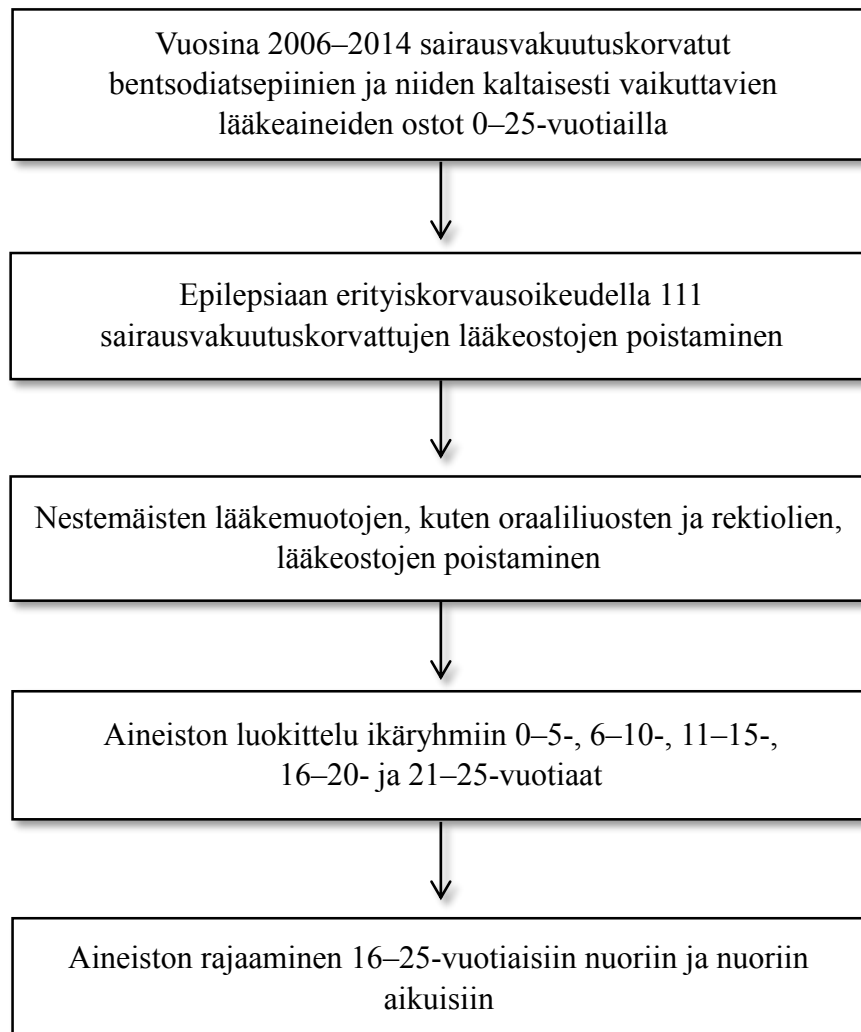 Vuosina 2006–2014 sairausvakuutuskorvatut
bentsodiatsepiinien ja niiden kaltaisesti vaikuttavien
lääkeaineiden ostot 0–25-vuotiailla
Epilepsiaan erityiskorvausoikeudella 111
sairausvakuutuskorvattujen lääkeostojen poistaminen
Nestemäisten lääkemuotojen, kuten oraaliliuosten ja rektiolien,
lääkeostojen poistaminen
Aineiston luokittelu ikäryhmiin 0–5-, 6–10-, 11–15-,
16–20- ja 21–25-vuotiaat
Aineiston rajaaminen 16–25-vuotiaisiin nuoriin ja nuoriin
aikuisiin